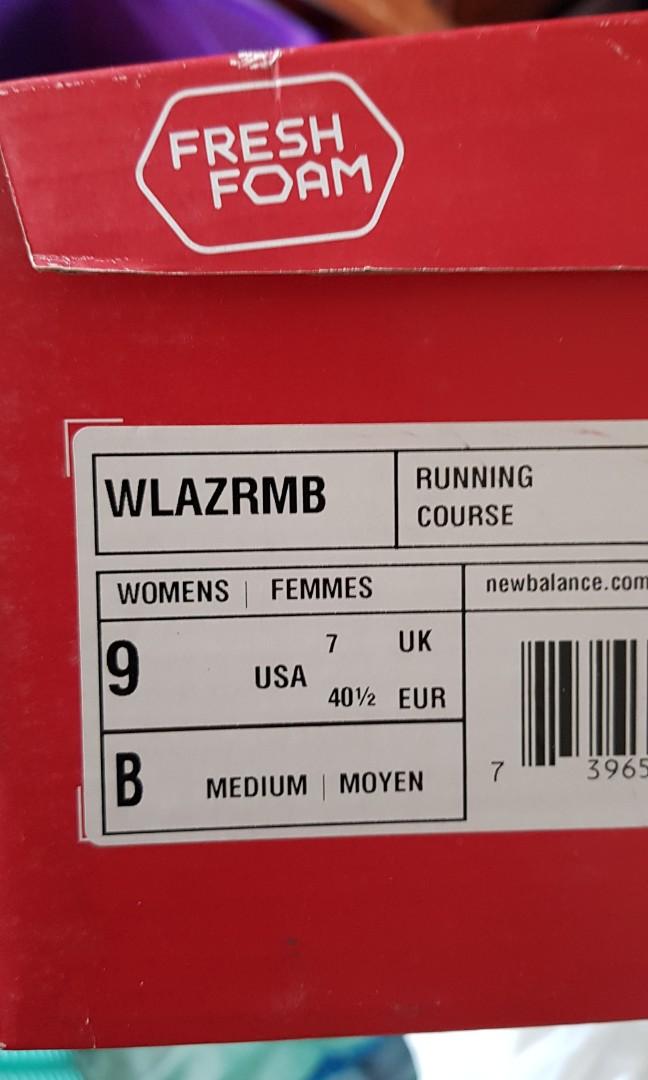 FRESH
FOAM
WLAZRMB
RUNNING
COURSE
WOMENS | FEMMES
newbalance.com
9 USA 7 UK
40½ EUR
B MEDIUM | MOYEN
7 3965